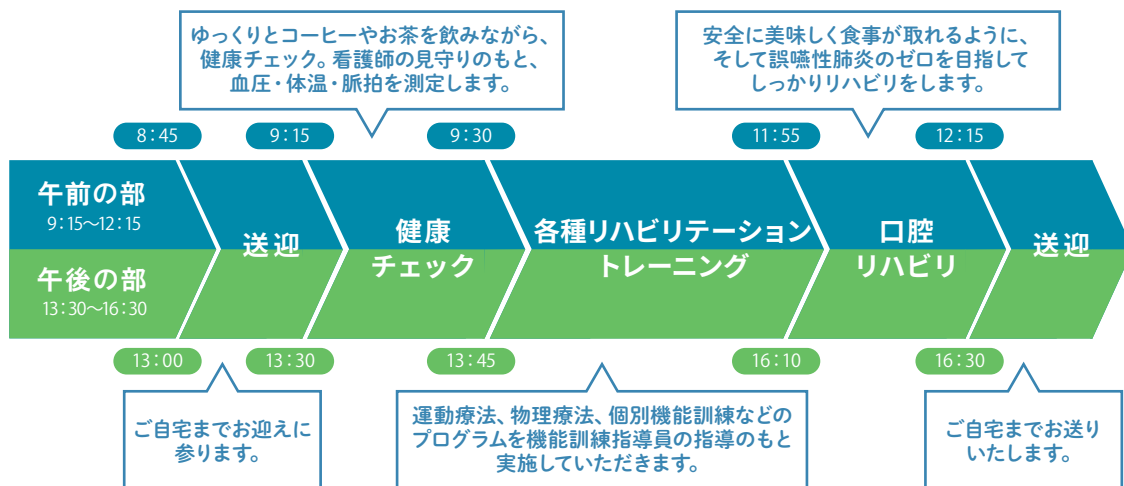 ゆっくりとコーヒーやお茶を飲みながら、
健康チェック。看護師の見守りのもと、
血圧・体温・脈拍を測定します。
安全に美味しく食事が取れるように、
そして誤嚥性肺炎のゼロを目指して
しっかりリハビリをします。
8:45
9:15
9:30
11:55
12:15
午前の部
9:15〜12:15
午後の部
13:30〜16:30
送迎
健康
チェック
各種リハビリテーション
トレーニング
口腔
リハビリ
送迎
13:00
13:30
13:45
16:10
16:30
ご自宅までお迎えに
参ります。
運動療法、物理療法、個別機能訓練などの
プログラムを機能訓練指導員の指導のもと
実施していただきます。
ご自宅までお送り
いたします。